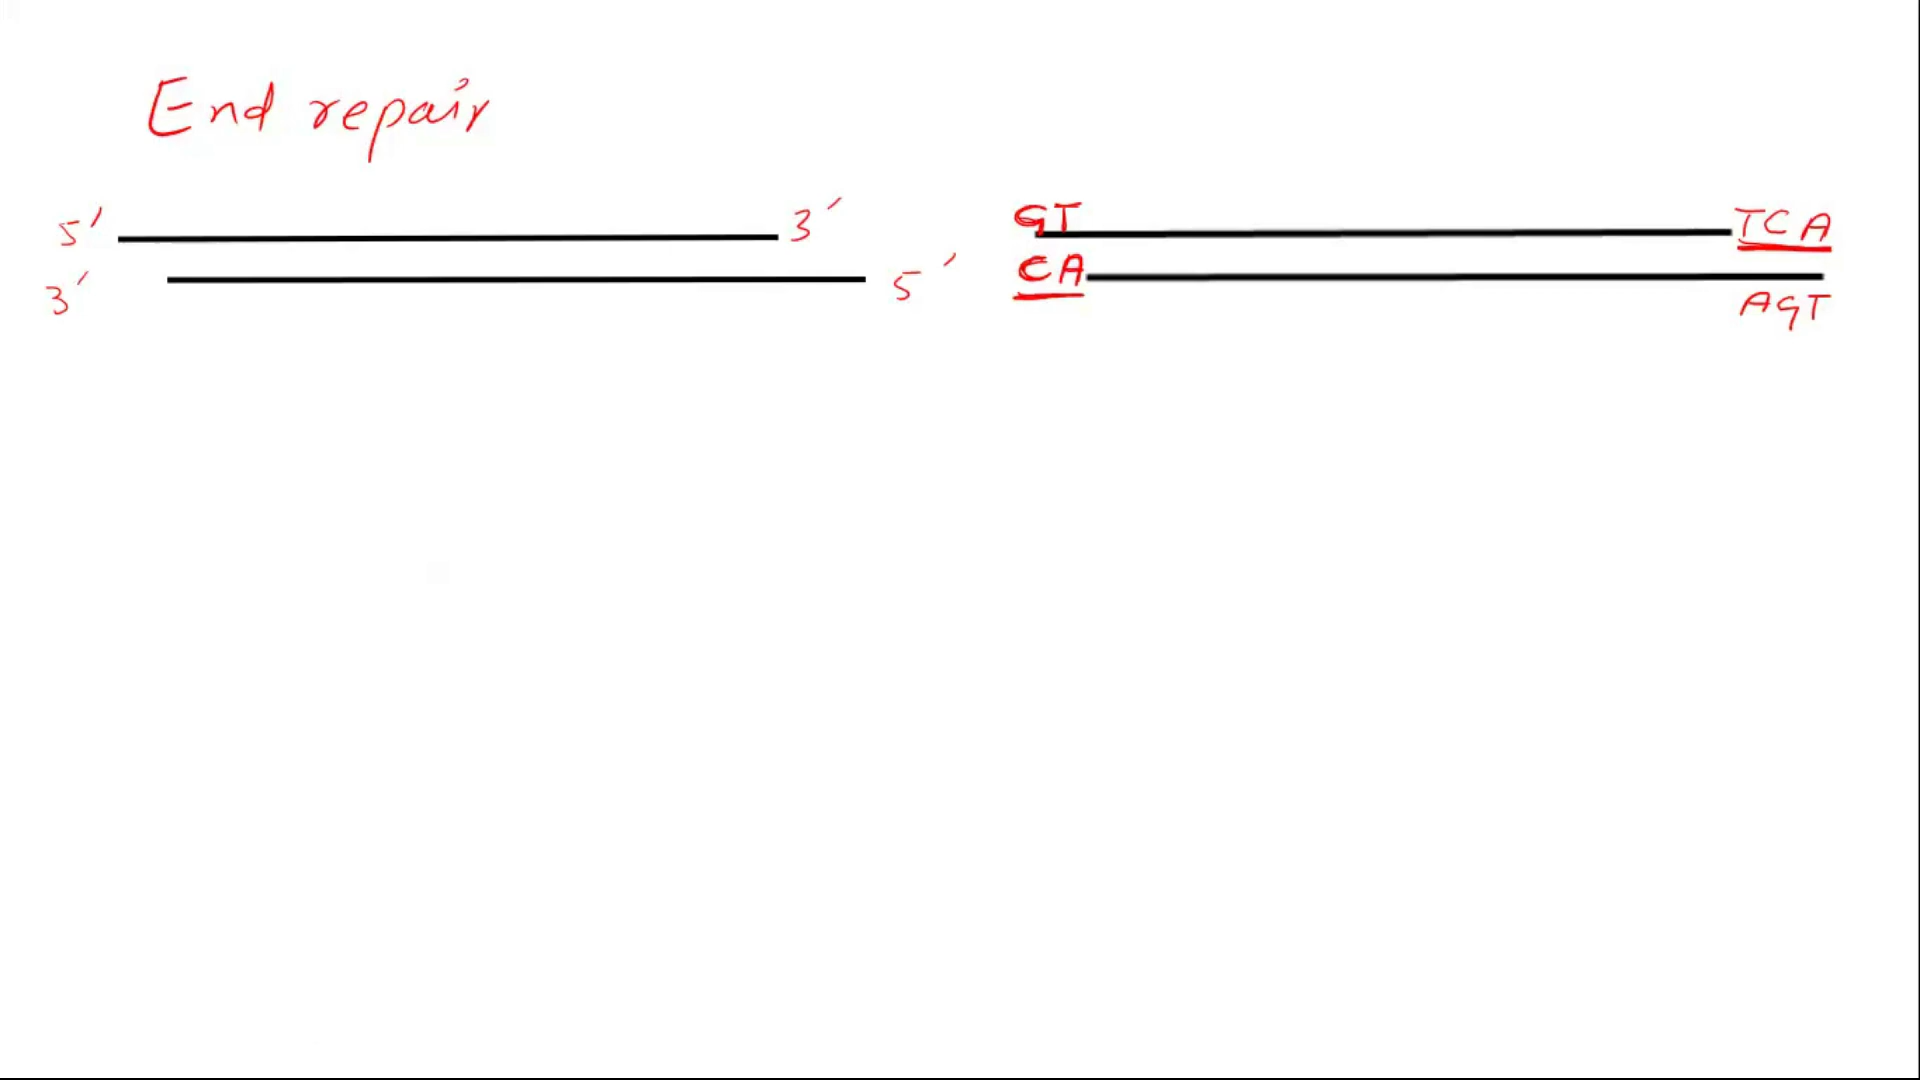 End repair
5' 3'
3' 5'
GT TCA
CA
AGT